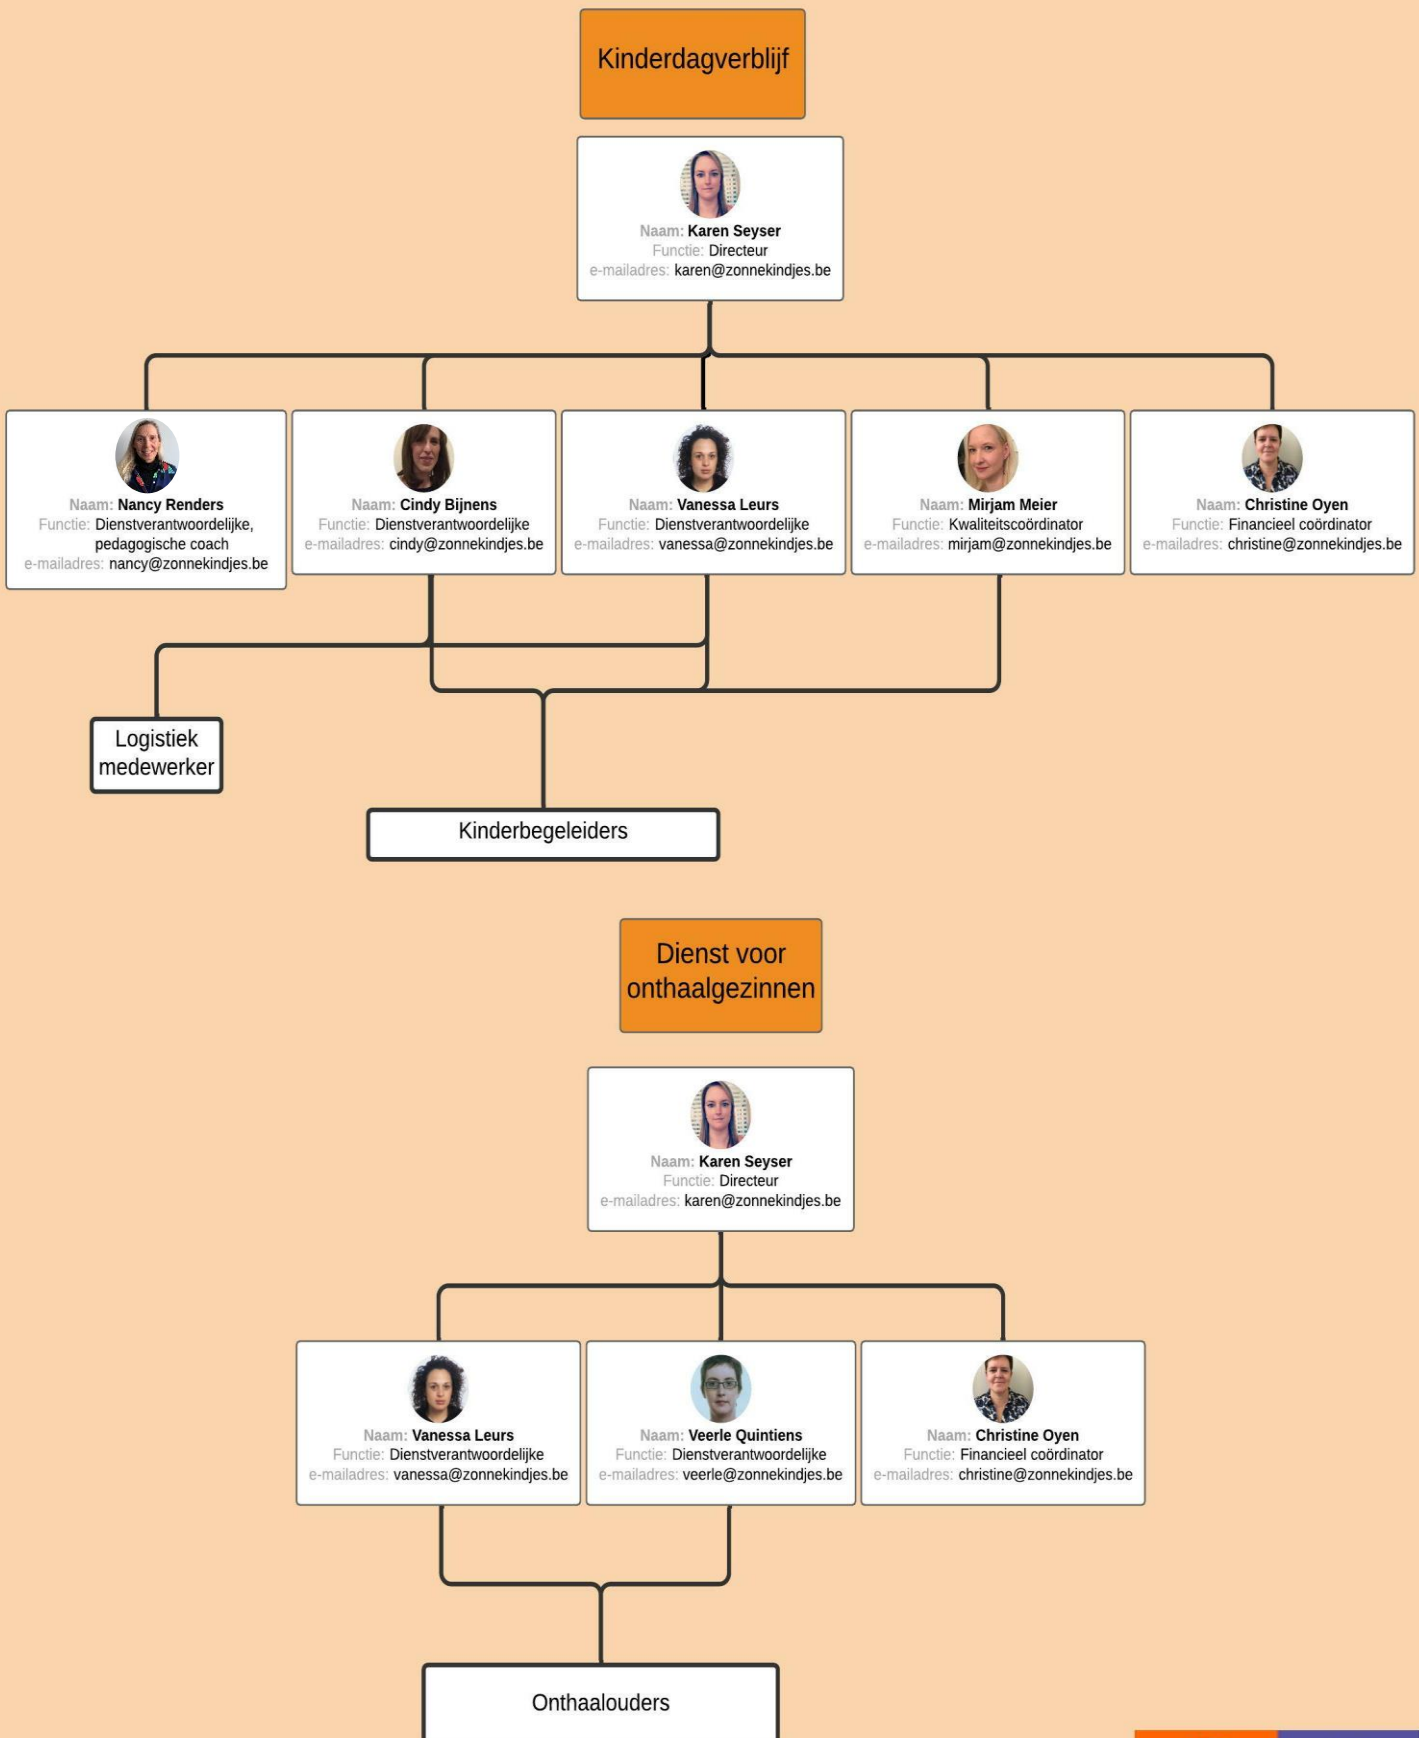 Kinderdagverblijf
Naam: Karen Seyser
Functie: Directeur
e-mailadres: karen@zonnekindjes.be
Naam: Nancy Renders
Functie: Dienstverantwoordelijke,
pedagogische coach
e-mailadres: nancy@zonnekindjes.be
Naam: Cindy Bijnens
Functie: Dienstverantwoordelijke
e-mailadres: cindy@zonnekindjes.be
Naam: Vanessa Leurs
Functie: Dienstverantwoordelijke
e-mailadres: vanessa@zonnekindjes.be
Naam: Mirjam Meier
Functie: Kwaliteitscoördinator
e-mailadres: mirjam@zonnekindjes.be
Naam: Christine Oyen
Functie: Financieel coördinator
e-mailadres: christine@zonnekindjes.be
Logistiek
medewerker
Kinderbegeleiders
Dienst voor
onthaalgezinnen
Naam: Karen Seyser
Functie: Directeur
e-mailadres: karen@zonnekindjes.be
Naam: Vanessa Leurs
Functie: Dienstverantwoordelijke
e-mailadres: vanessa@zonnekindjes.be
Naam: Veerle Quintiens
Functie: Dienstverantwoordelijke
e-mailadres: veerle@zonnekindjes.be
Naam: Christine Oyen
Functie: Financieel coördinator
e-mailadres: christine@zonnekindjes.be
Onthaalouders